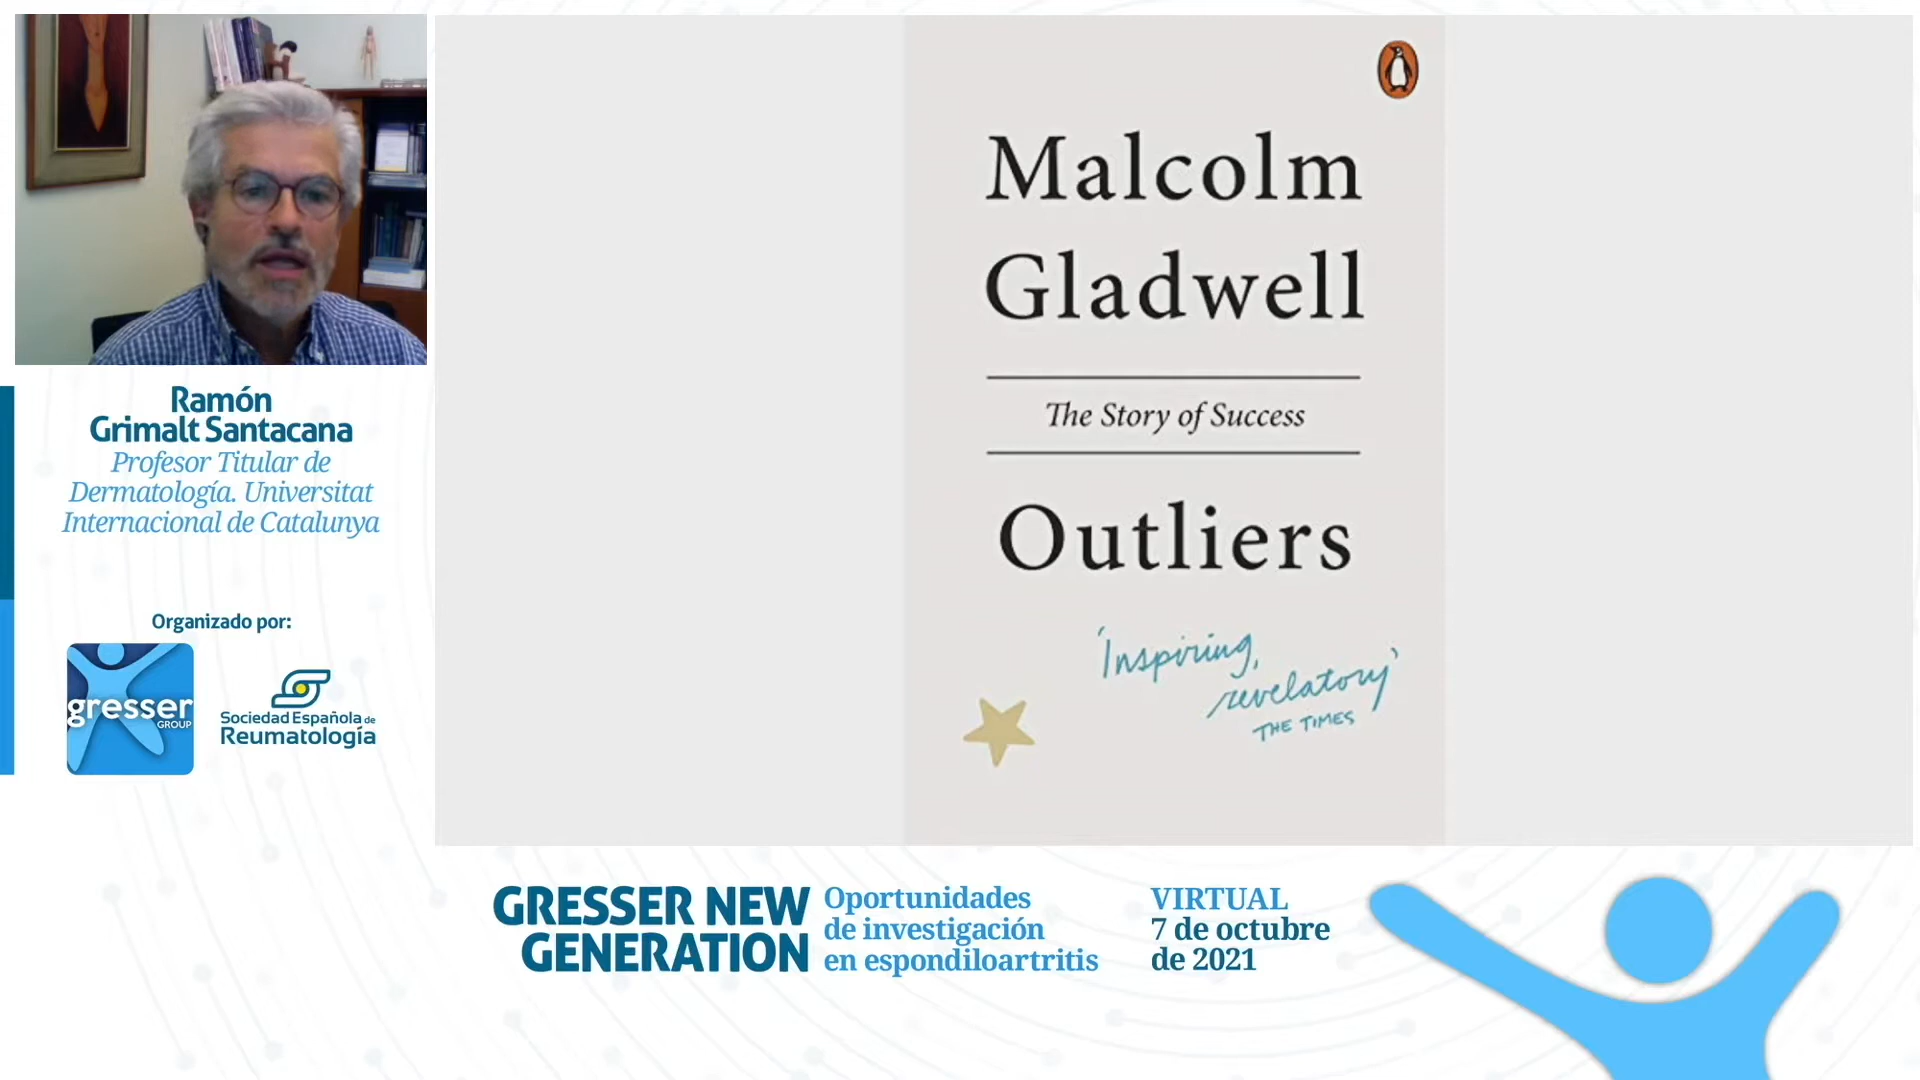 Ramón
Grimalt Santacana
Profesor Titular de
Dermatología. Universitat
Internacional de Catalunya
Organizado por:
gresser
GROUP
Sociedad Española de
Reumatología
Malcolm
Gladwell
The Story of Success
Outliers
'Inspiring,
revelatory'
THE TIMES
GRESSER NEW
GENERATION
Oportunidades
de investigación
en espondiloartritis
VIRTUAL
7 de octubre
de 2021